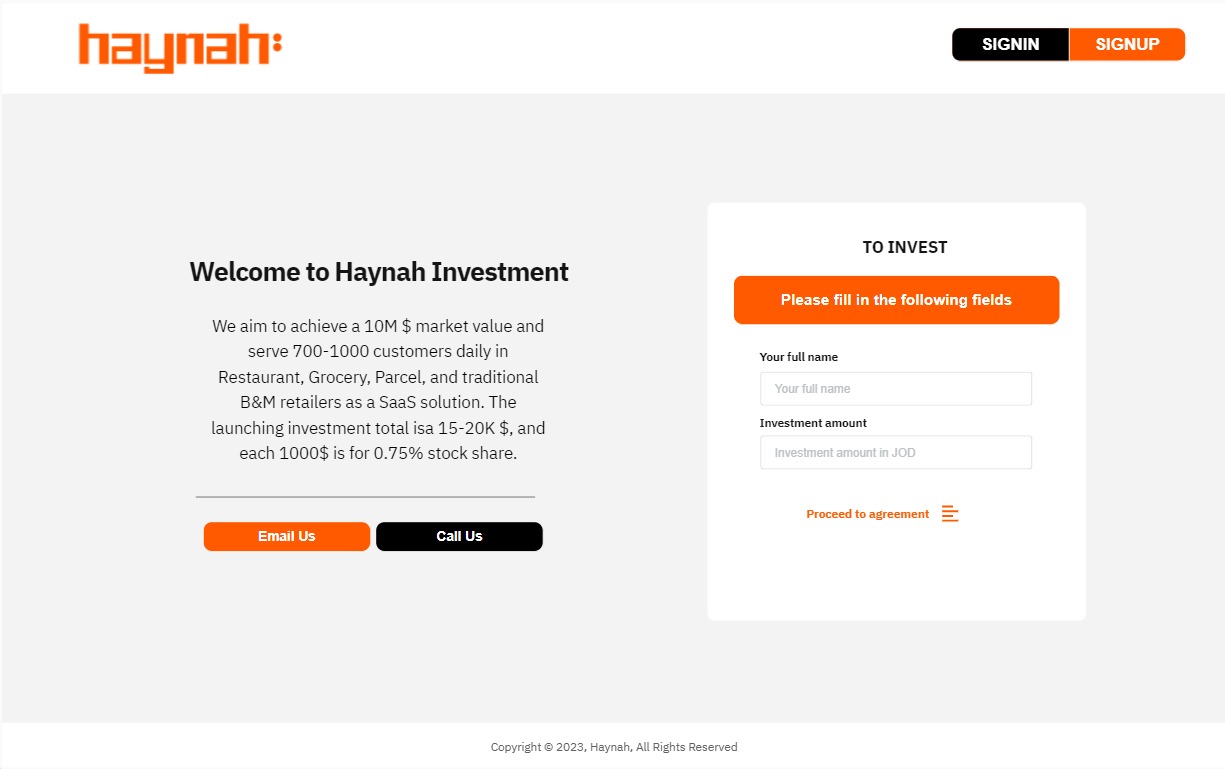 haynah:
SIGNIN SIGNUP
Welcome to Haynah Investment
We aim to achieve a 10M $ market value and
serve 700-1000 customers daily in
Restaurant, Grocery, Parcel, and traditional
B&M retailers as a SaaS solution. The
launching investment total isa 15-20K $, and
each 1000$ is for 0.75% stock share.
Email Us Call Us
TO INVEST
Please fill in the following fields
Your full name
Your full name
Investment amount
Investment amount in JOD
Proceed to agreement
Copyright © 2023, Haynah, All Rights Reserved